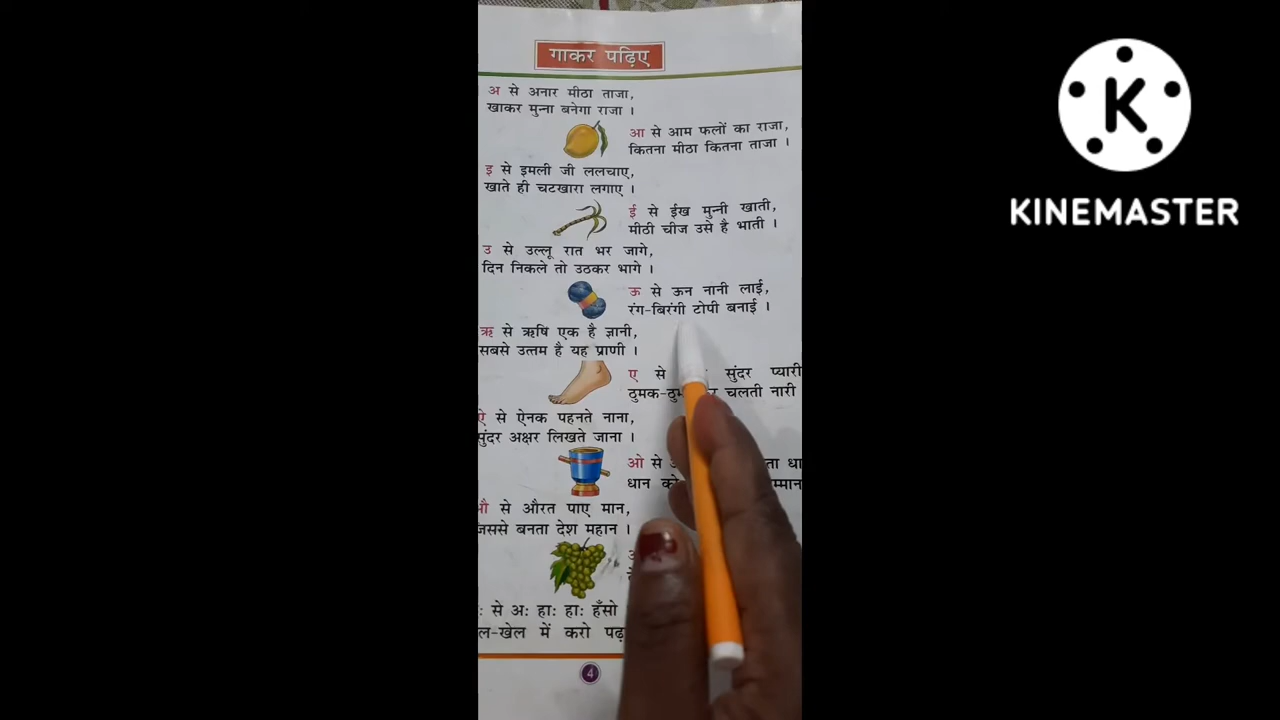 गाकर पढ़िए
अ से अनार मीठा ताजा,
खाकर मुन्ना बनेगा राजा ।
आ से आम फलों का राजा,
कितना मीठा कितना ताजा ।
इ से इमली जी ललचाए,
खाते ही चटखारा लगाए ।
ई से ईख मुन्नी खाती,
मीठी चीज उसे है भाती ।
उ से उल्लू रात भर जागे,
दिन निकले तो उठकर भागे ।
ऊ से ऊन नानी लाई,
रंग-बिरंगी टोपी बनाई ।
ऋ से ऋषि एक है ज्ञानी,
सबसे उत्तम है यह प्राणी ।
ए से सुंदर प्यारी
चलती नारी
ऐ से ऐनक पहनते नाना,
सुंदर अक्षर लिखते जाना ।
ओ से
धान
औ से औरत पाए मान,
जिससे बनता देश महान ।
से अः हाः हाः हँसो
में करो
4
KINEMASTER